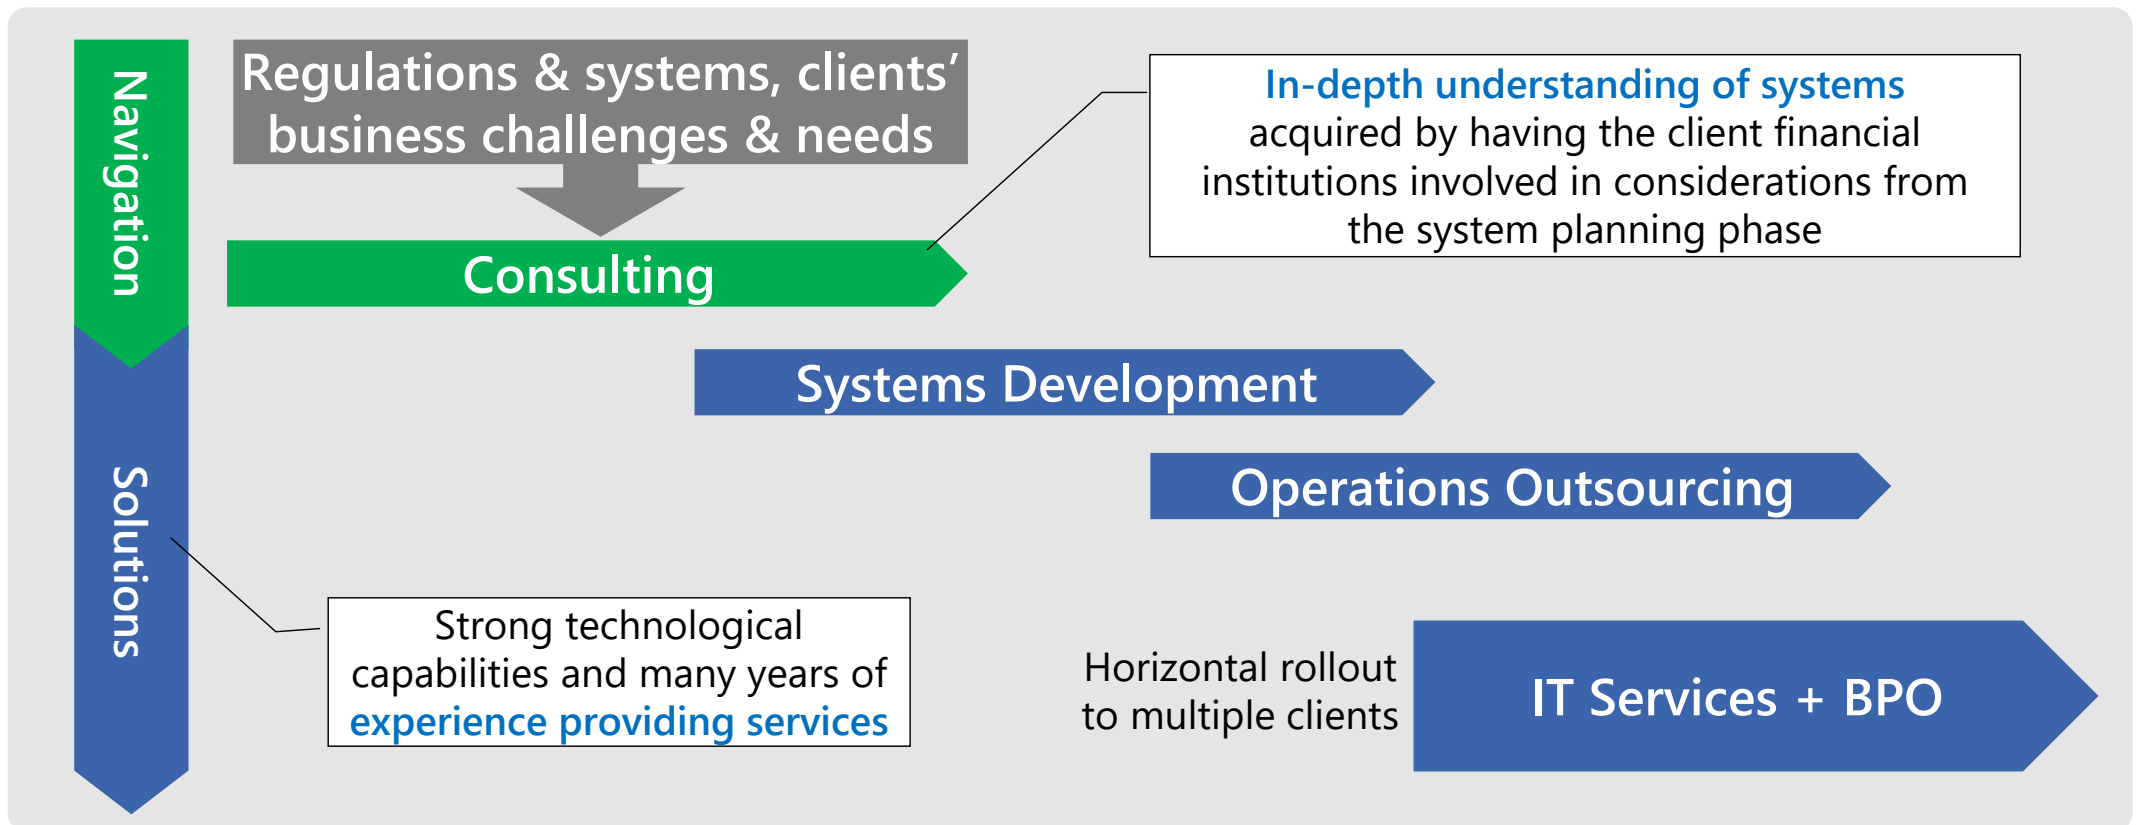 Navigation
Regulations & systems, clients’
business challenges & needs
In-depth understanding of systems
acquired by having the client financial
institutions involved in considerations from
the system planning phase
Consulting
Systems Development
Operations Outsourcing
Solutions
Strong technological
capabilities and many years of
experience providing services
Horizontal rollout
to multiple clients
IT Services + BPO